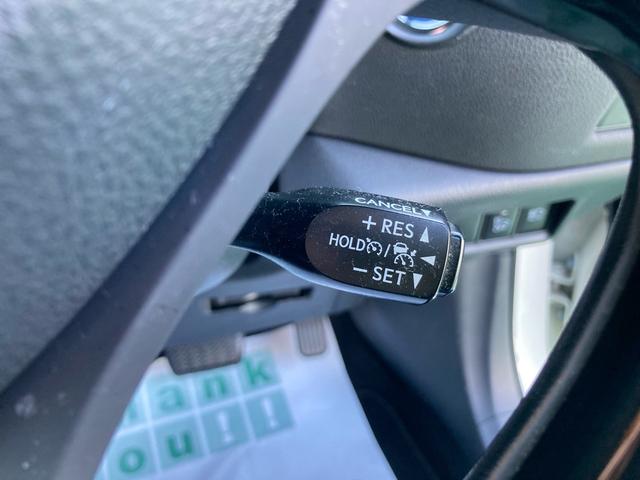 CANCEL
+ RES
HOLD /
− SET
ank
ou!!